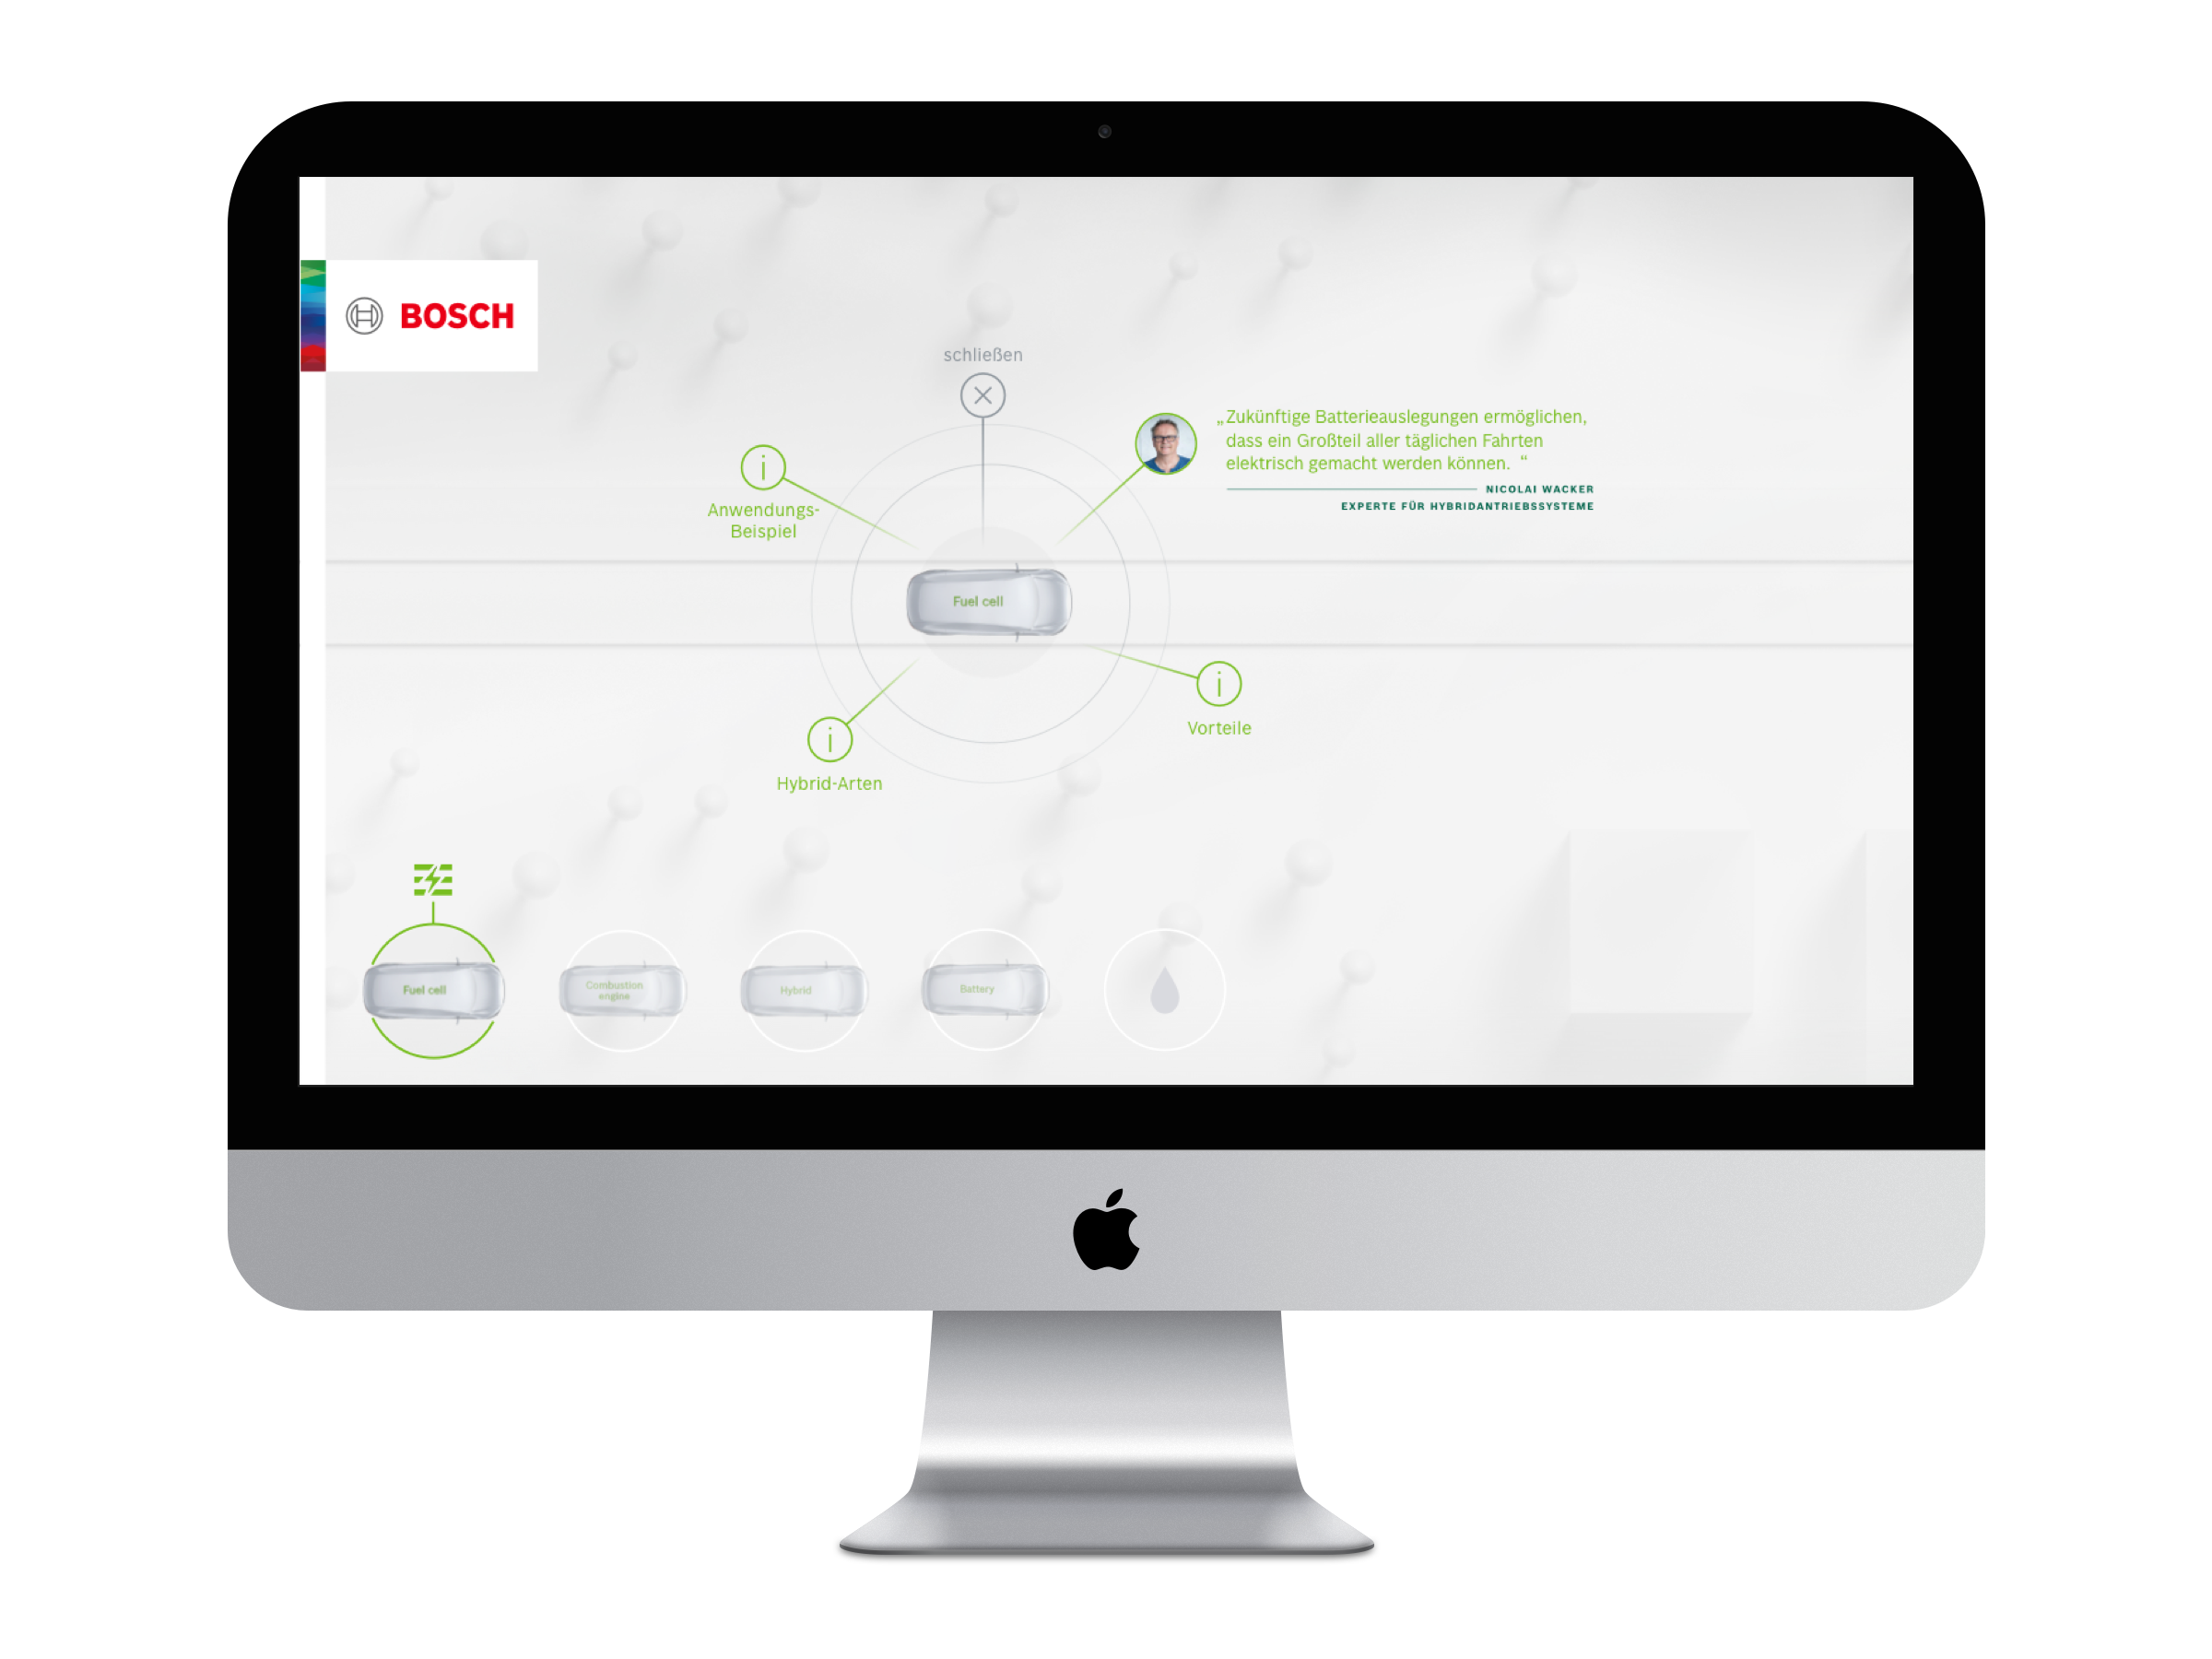 BOSCH
schließen
„Zukünftige Batterieauslegungen ermöglichen,
dass ein Großteil aller täglichen Fahrten
elektrisch gemacht werden können. “
NICOLAI WACKER
EXPERTE FÜR HYBRIDANTRIEBSSYSTEME
i
Anwendungs-
Beispiel
Fuel cell
i
Vorteile
i
Hybrid-Arten
Fuel cell
Combustion
engine
Hybrid
Battery